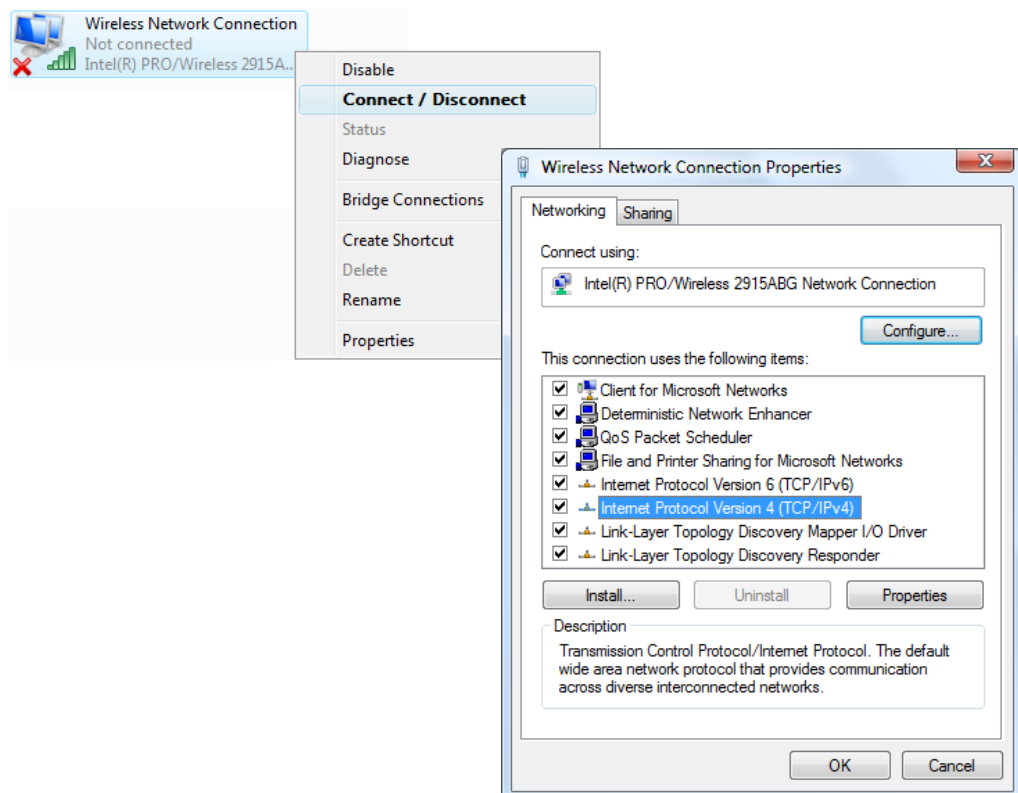 Wireless Network Connection
Not connected
Intel(R) PRO/Wireless 2915A...
Disable
Connect / Disconnect
Status
Diagnose
Bridge Connections
Create Shortcut
Delete
Rename
Properties
Wireless Network Connection Properties
Networking
Sharing
Connect using:
Intel(R) PRO/Wireless 2915ABG Network Connection
Configure...
This connection uses the following items:
Client for Microsoft Networks
Deterministic Network Enhancer
QoS Packet Scheduler
File and Printer Sharing for Microsoft Networks
Internet Protocol Version 6 (TCP/IPv6)
Internet Protocol Version 4 (TCP/IPv4)
Link-Layer Topology Discovery Mapper I/O Driver
Link-Layer Topology Discovery Responder
Install...
Uninstall
Properties
Description
Transmission Control Protocol/Internet Protocol. The default
wide area network protocol that provides communication
across diverse interconnected networks.
OK
Cancel